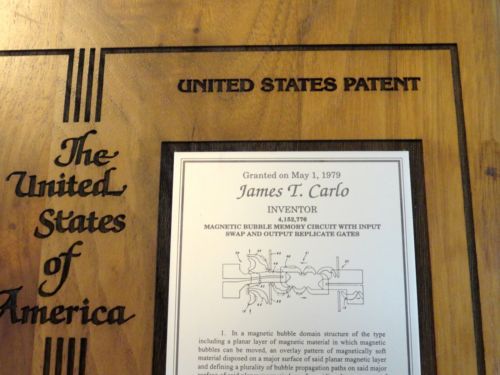 The
United
States
of
America
UNITED STATES PATENT
Granted on May 1, 1979
James T. Carlo
INVENTOR
4,152,776
MAGNETIC BUBBLE MEMORY CIRCUIT WITH INPUT
SWAP AND OUTPUT REPLICATE GATES
1. In a magnetic bubble domain structure of the type
including a planar layer of magnetic material in which magnetic
bubbles can be moved, an overlay pattern of magnetically soft
material disposed on a major surface of said planar magnetic layer
and defining a plurality of bubble propagation paths on said major